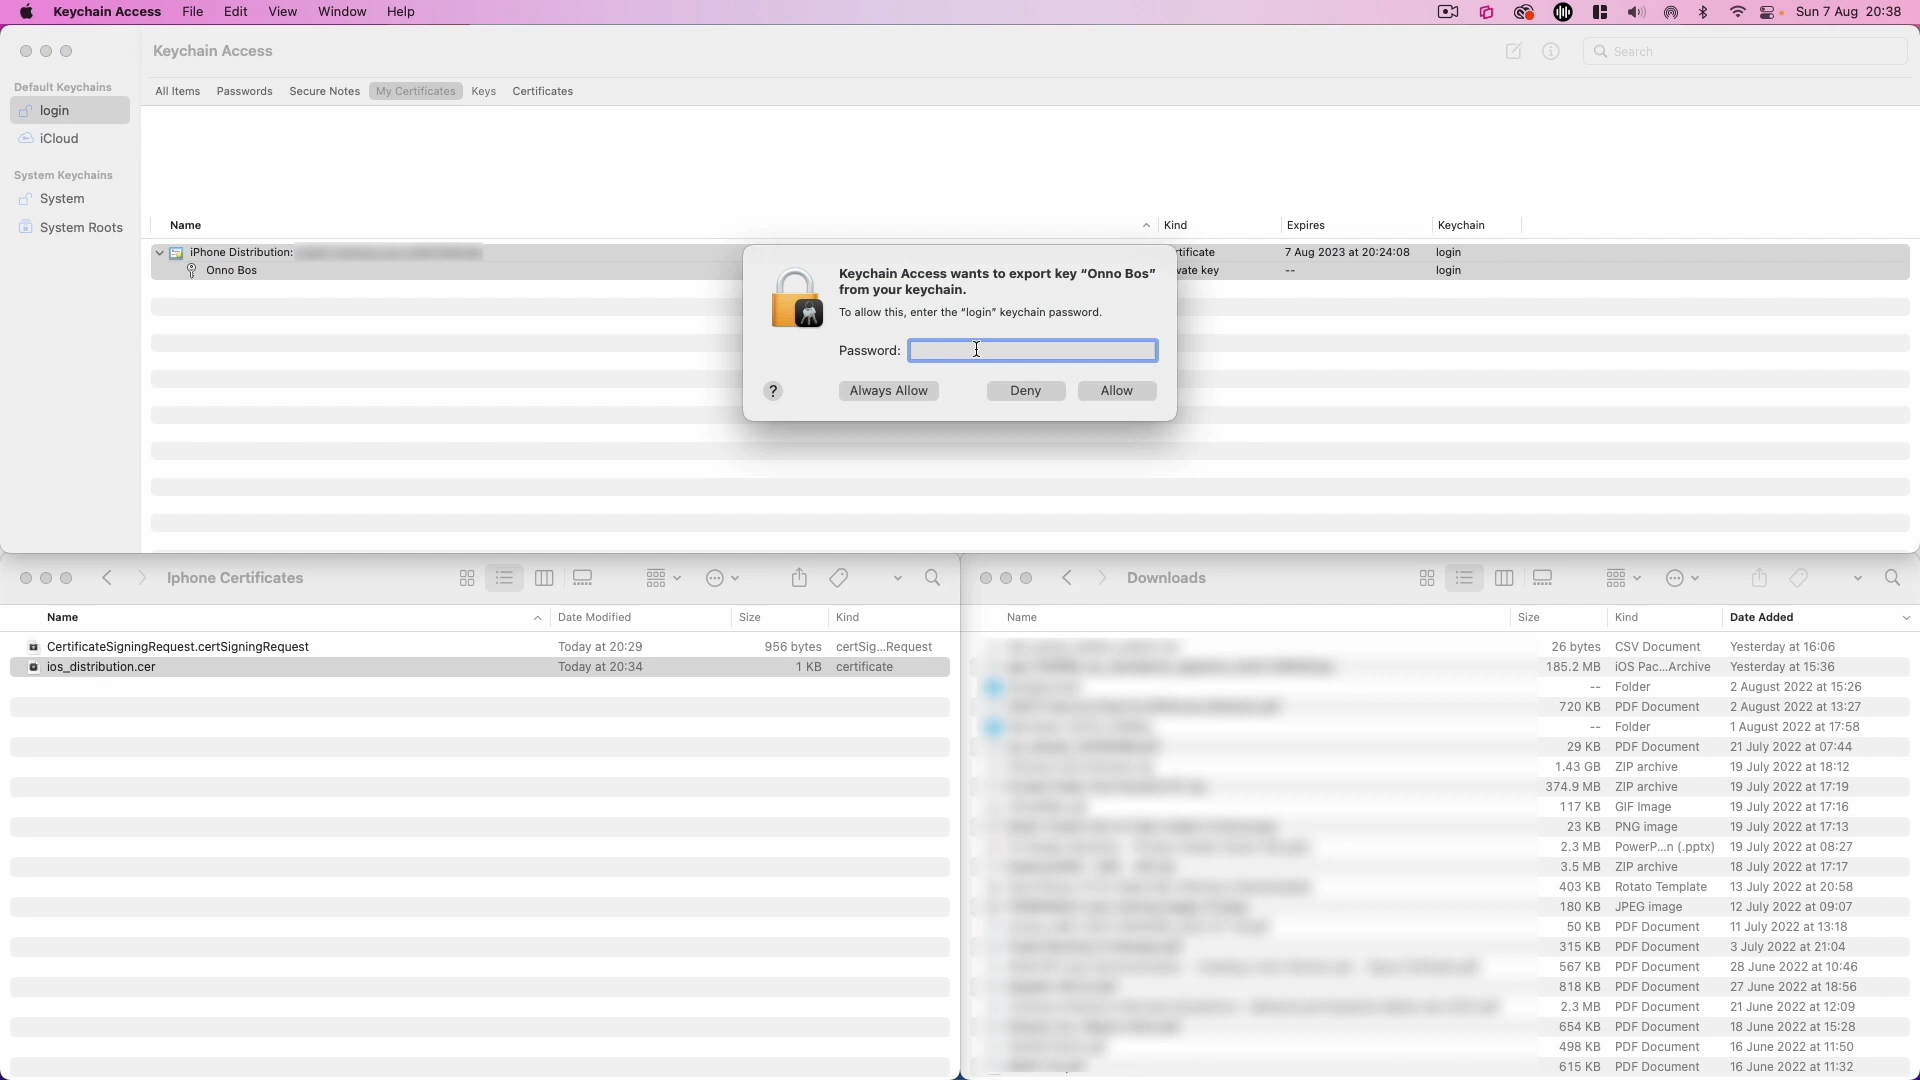 Keychain Access File Edit View Window Help Sun 7 Aug 20:38
Keychain Access Search
Default Keychains
login
iCloud
System Keychains
System
System Roots
All Items Passwords Secure Notes My Certificates Keys Certificates
Name Kind Expires Keychain
iPhone Distribution: rtificate 7 Aug 2023 at 20:24:08 login
Onno Bos vate key -- login
Keychain Access wants to export key “Onno Bos”
from your keychain.
To allow this, enter the “login” keychain password.
Password:
? Always Allow Deny Allow
Iphone Certificates
Name Date Modified Size Kind
CertificateSigningRequest.certSigningRequest Today at 20:29 956 bytes certSig...Request
ios_distribution.cer Today at 20:34 1 KB certificate
Downloads
Name Size Kind Date Added
26 bytes CSV Document Yesterday at 16:06
185.2 MB iOS Pac...Archive Yesterday at 15:36
-- Folder 2 August 2022 at 15:26
720 KB PDF Document 2 August 2022 at 13:27
-- Folder 1 August 2022 at 17:58
29 KB PDF Document 21 July 2022 at 07:44
1.43 GB ZIP archive 19 July 2022 at 18:12
374.9 MB ZIP archive 19 July 2022 at 17:19
117 KB GIF Image 19 July 2022 at 17:16
23 KB PNG image 19 July 2022 at 17:13
2.3 MB PowerP...n (.pptx) 19 July 2022 at 08:27
3.5 MB ZIP archive 18 July 2022 at 17:17
403 KB Rotato Template 13 July 2022 at 20:58
180 KB JPEG image 12 July 2022 at 09:07
50 KB PDF Document 11 July 2022 at 13:18
315 KB PDF Document 3 July 2022 at 21:04
567 KB PDF Document 28 June 2022 at 10:46
818 KB PDF Document 27 June 2022 at 18:56
2.3 MB PDF Document 21 June 2022 at 12:09
654 KB PDF Document 18 June 2022 at 15:28
498 KB PDF Document 16 June 2022 at 11:50
615 KB PDF Document 16 June 2022 at 11:32